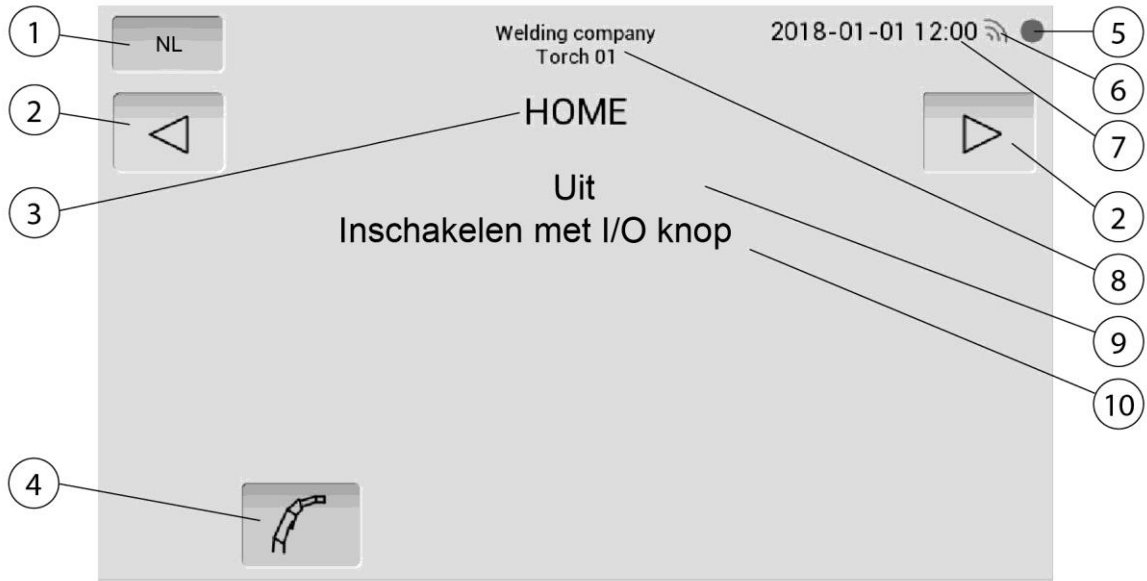 1
NL
Welding company
Torch 01
2018-01-01 12:00
5
6
2
HOME
7
3
Uit
2
Inschakelen met I/O knop
8
9
10
4